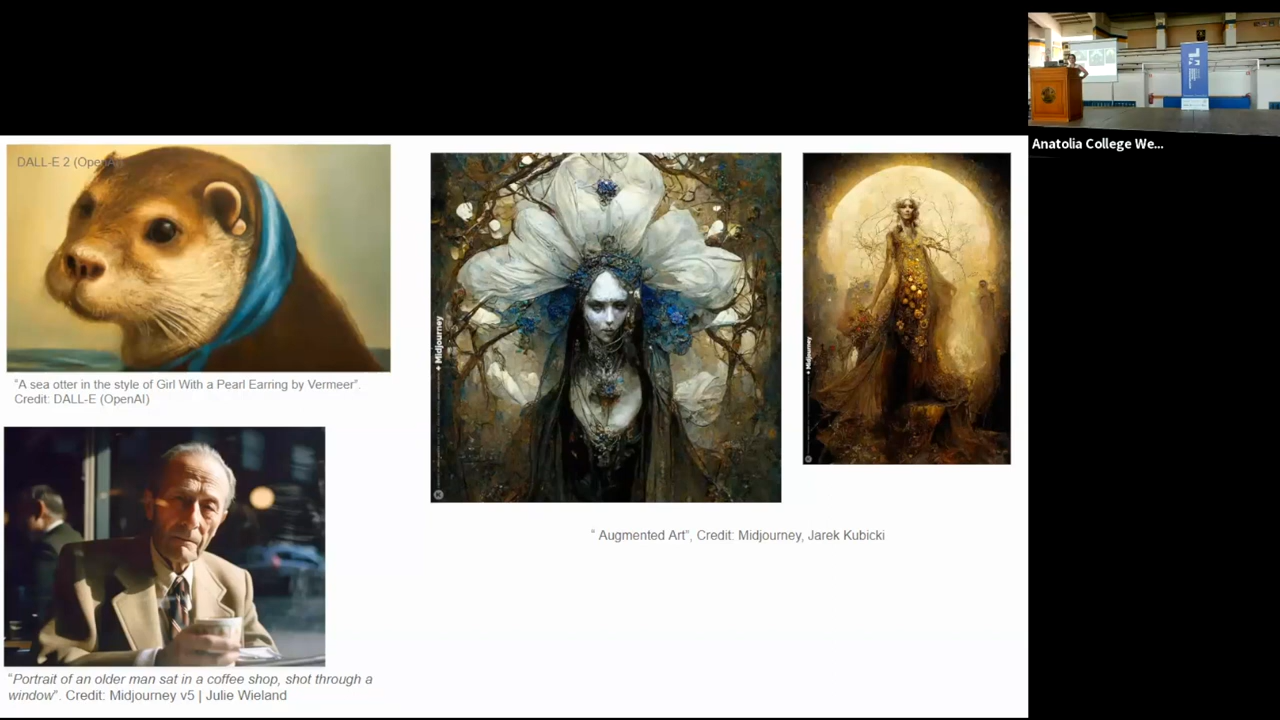 DALL-E 2 (OpenAI)
“A sea otter in the style of Girl With a Pearl Earring by Vermeer”.
Credit: DALL-E (OpenAI)
“Portrait of an older man sat in a coffee shop, shot through a
window”. Credit: Midjourney v5 | Julie Wieland
Midjourney
Midjourney
“ Augmented Art”, Credit: Midjourney, Jarek Kubicki
Anatolia College We...